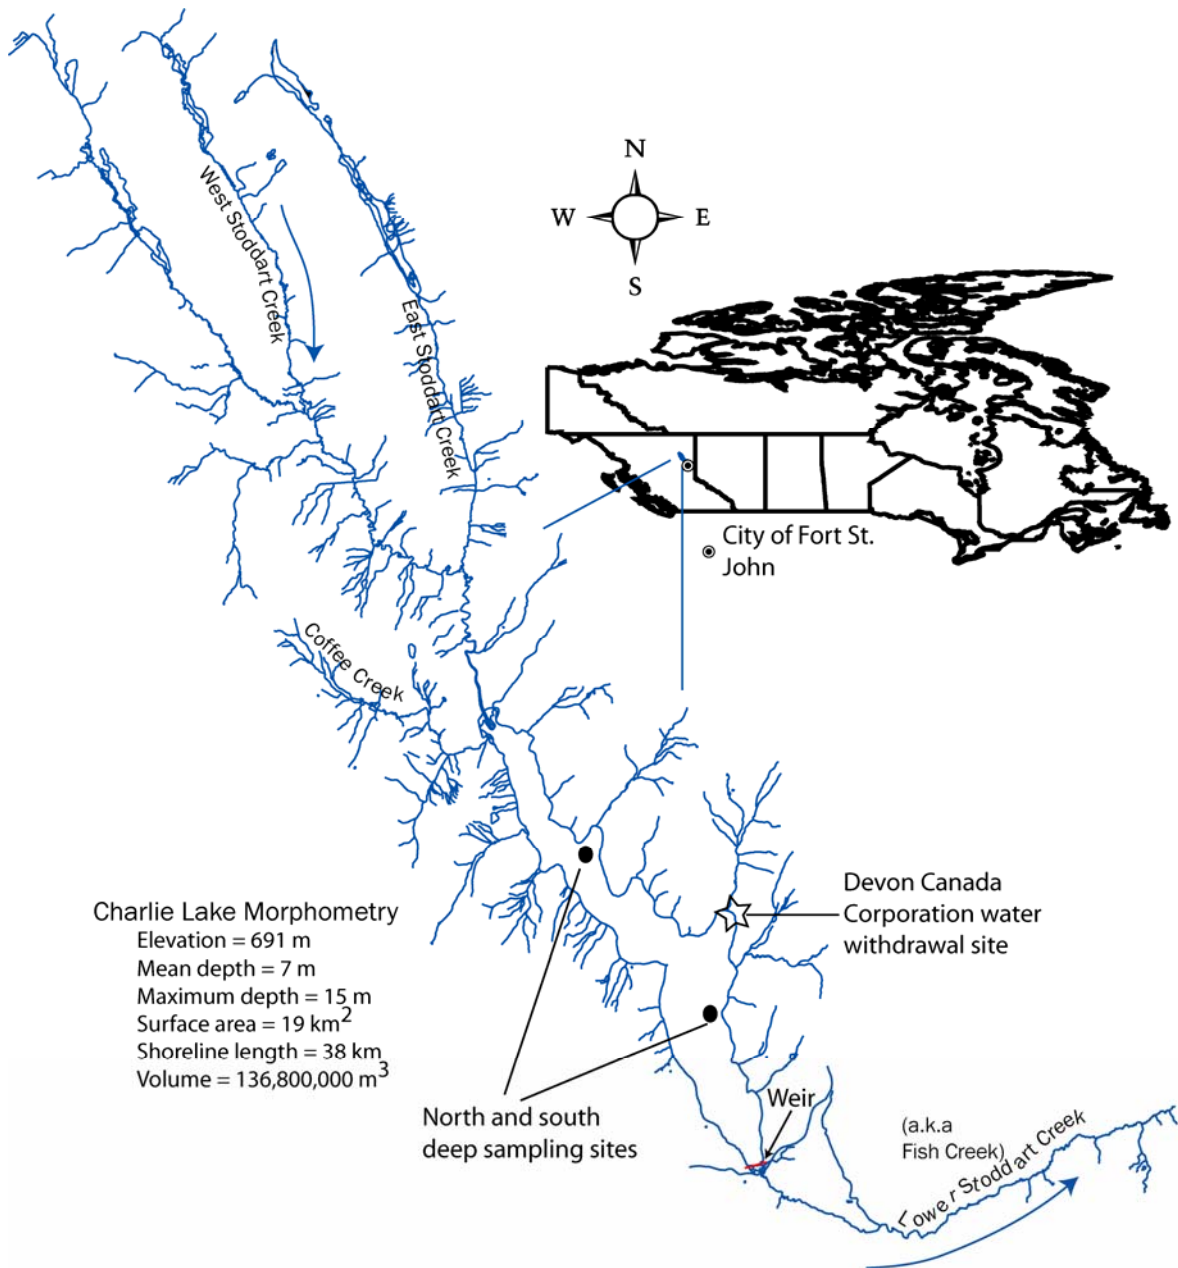 N
W
E
S
West Stoddart Creek
East Stoddart Creek
City of Fort St.
John
Coffee Creek
Devon Canada
Corporation water
withdrawal site
Charlie Lake Morphometry
Elevation = 691 m
Mean depth = 7 m
Maximum depth = 15 m
Surface area = 19 km2
Shoreline length = 38 km
Volume = 136,800,000 m3
North and south
deep sampling sites
Weir
(a.k.a
Fish Creek)
Lower Stoddart Creek